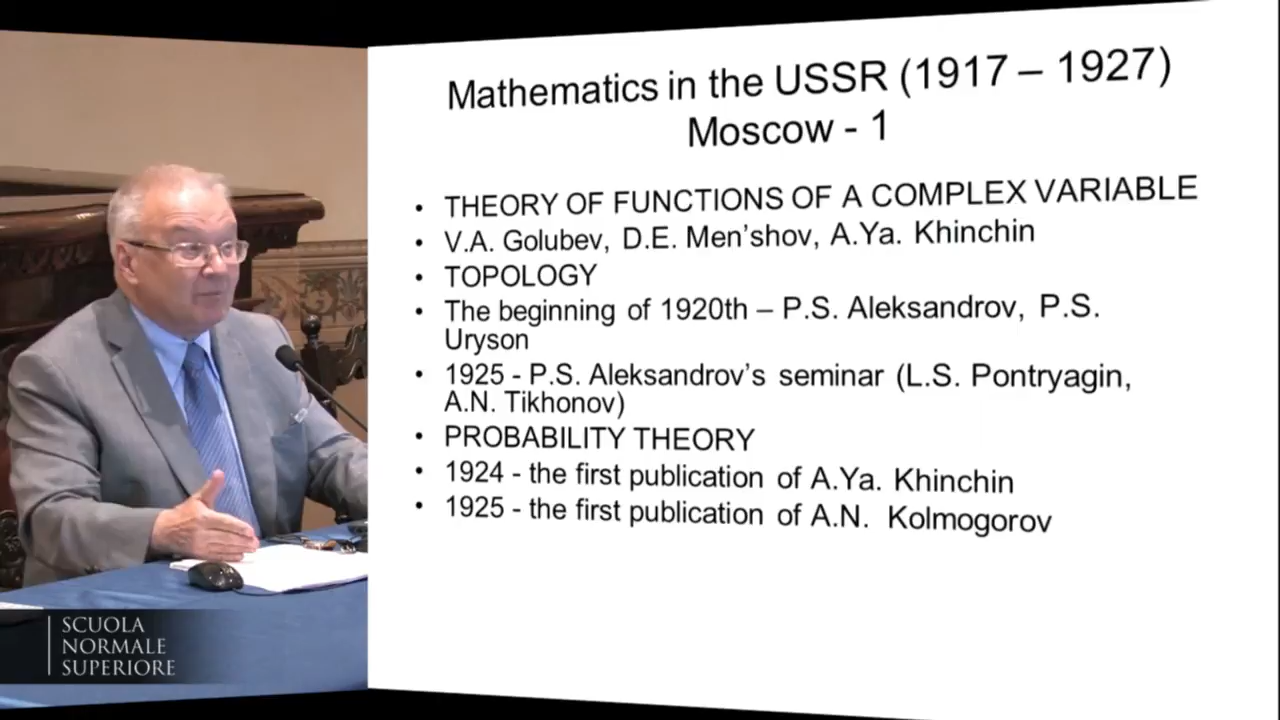 Mathematics in the USSR (1917 – 1927)
Moscow - 1
• THEORY OF FUNCTIONS OF A COMPLEX VARIABLE
• V.A. Golubev, D.E. Men'shov, A.Ya. Khinchin
• TOPOLOGY
• The beginning of 1920th – P.S. Aleksandrov, P.S.
Uryson
• 1925 - P.S. Aleksandrov's seminar (L.S. Pontryagin,
A.N. Tikhonov)
• PROBABILITY THEORY
• 1924 - the first publication of A.Ya. Khinchin
• 1925 - the first publication of A.N. Kolmogorov
SCUOLA
NORMALE
SUPERIORE